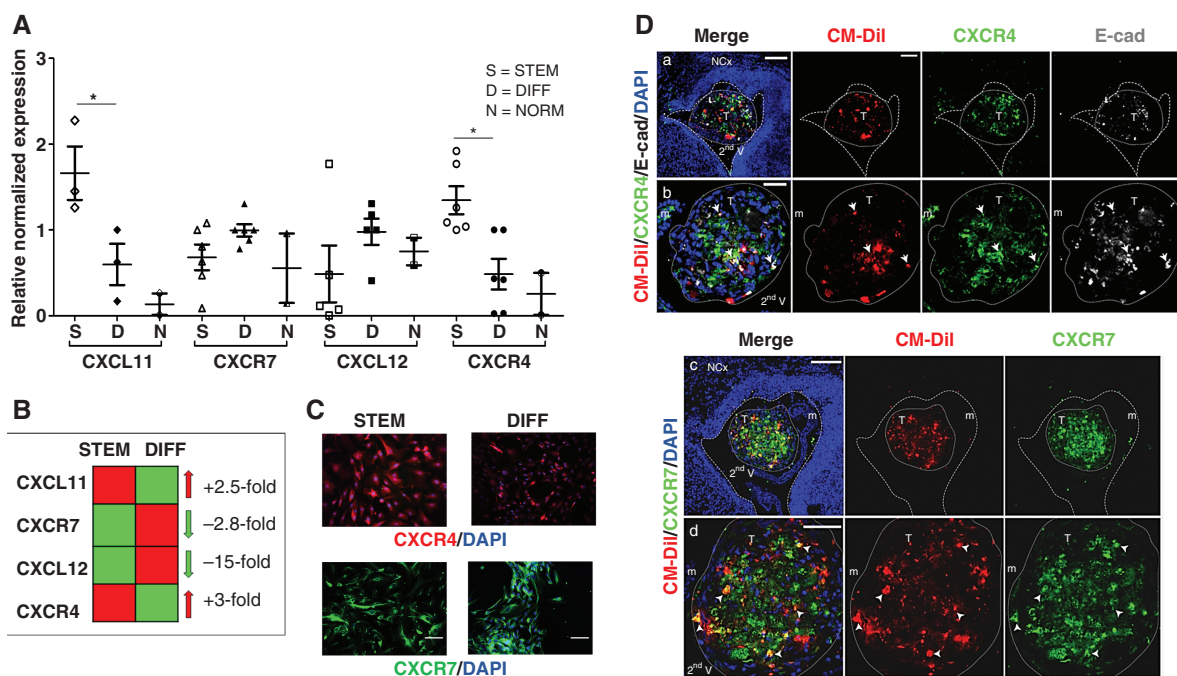 A
Relative normalized expression
3
2
1
0
*
*
S = STEM
D = DIFF
N = NORM
S D N S D N S D N S D N
CXCL11 CXCR7 CXCL12 CXCR4
B
STEM DIFF
CXCL11 +2.5-fold
CXCR7 –2.8-fold
CXCL12 –15-fold
CXCR4 +3-fold
C
STEM DIFF
CXCR4/DAPI
CXCR7/DAPI
D
Merge CM-Dil CXCR4 E-cad
CM-Dil/CXCR4/E-cad/DAPI
a NCx
T T T T
2nd V
b
m T m T m T m T
2nd V
Merge CM-Dil CXCR7
CM-Dil/CXCR7/DAPI
c
NCx
T m T m T m
2nd V
d
T T T
m m m
2nd V